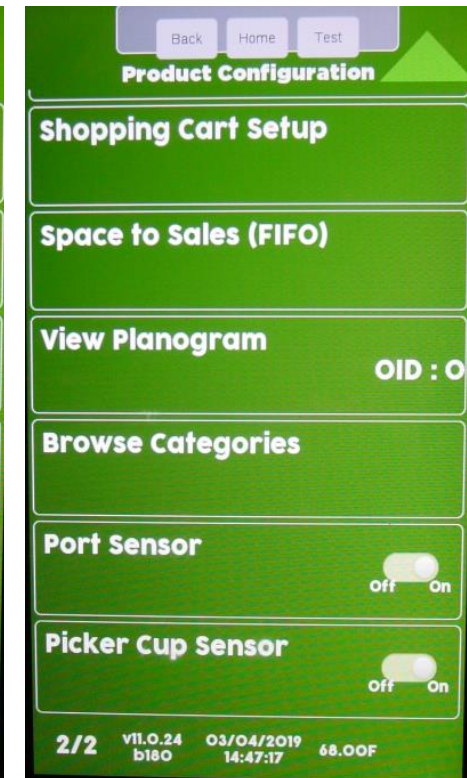 Back Home Test
Product Configuration
Shopping Cart Setup
Space to Sales (FIFO)
View Planogram
OID : 0
Browse Categories
Port Sensor
Off On
Picker Cup Sensor
Off On
2/2 v11.0.24 03/04/2019 68.00F
b180 14:47:17